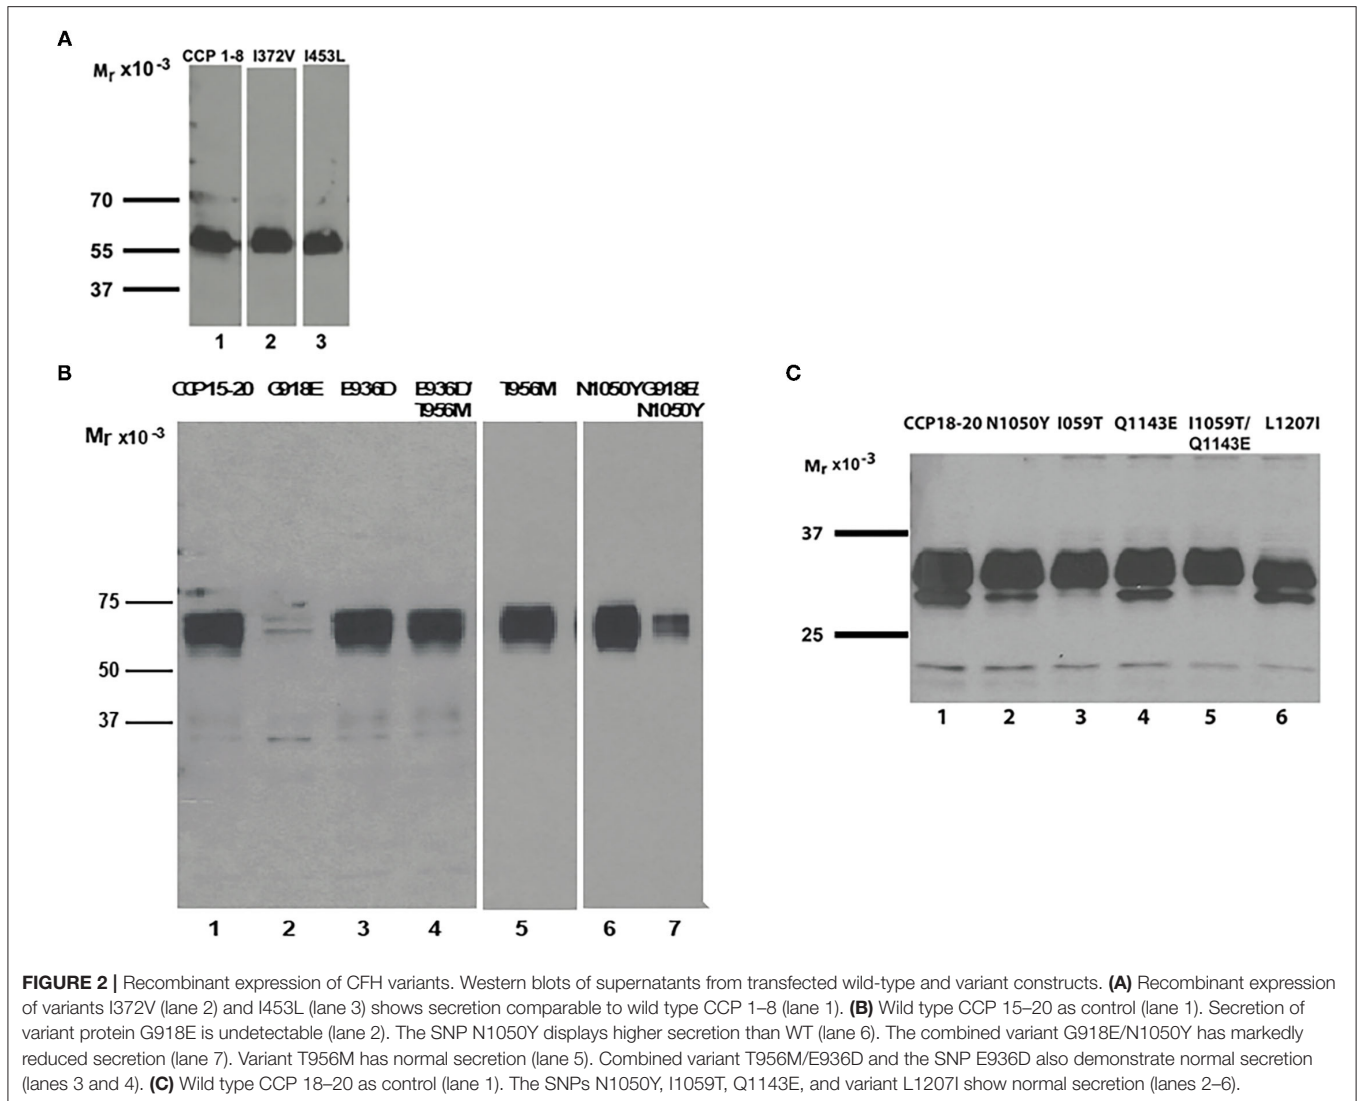 A
CCP 1-8 I372V I453L
Mr x10-3
70
55
37
1 2 3
B
CCP15-20 G918E E936D E936D/ T956M N1050Y G918E/
T956M N1050Y
Mr x10-3
75
50
37
1 2 3 4 5 6 7
C
CCP18-20 N1050Y I059T Q1143E I1059T/ L1207I
Q1143E
Mr x10-3
37
25
1 2 3 4 5 6
FIGURE 2 | Recombinant expression of CFH variants. Western blots of supernatants from transfected wild-type and variant constructs. (A) Recombinant expression
of variants I372V (lane 2) and I453L (lane 3) shows secretion comparable to wild type CCP 1–8 (lane 1). (B) Wild type CCP 15–20 as control (lane 1). Secretion of
variant protein G918E is undetectable (lane 2). The SNP N1050Y displays higher secretion than WT (lane 6). The combined variant G918E/N1050Y has markedly
reduced secretion (lane 7). Variant T956M has normal secretion (lane 5). Combined variant T956M/E936D and the SNP E936D also demonstrate normal secretion
(lanes 3 and 4). (C) Wild type CCP 18–20 as control (lane 1). The SNPs N1050Y, I1059T, Q1143E, and variant L1207I show normal secretion (lanes 2–6).